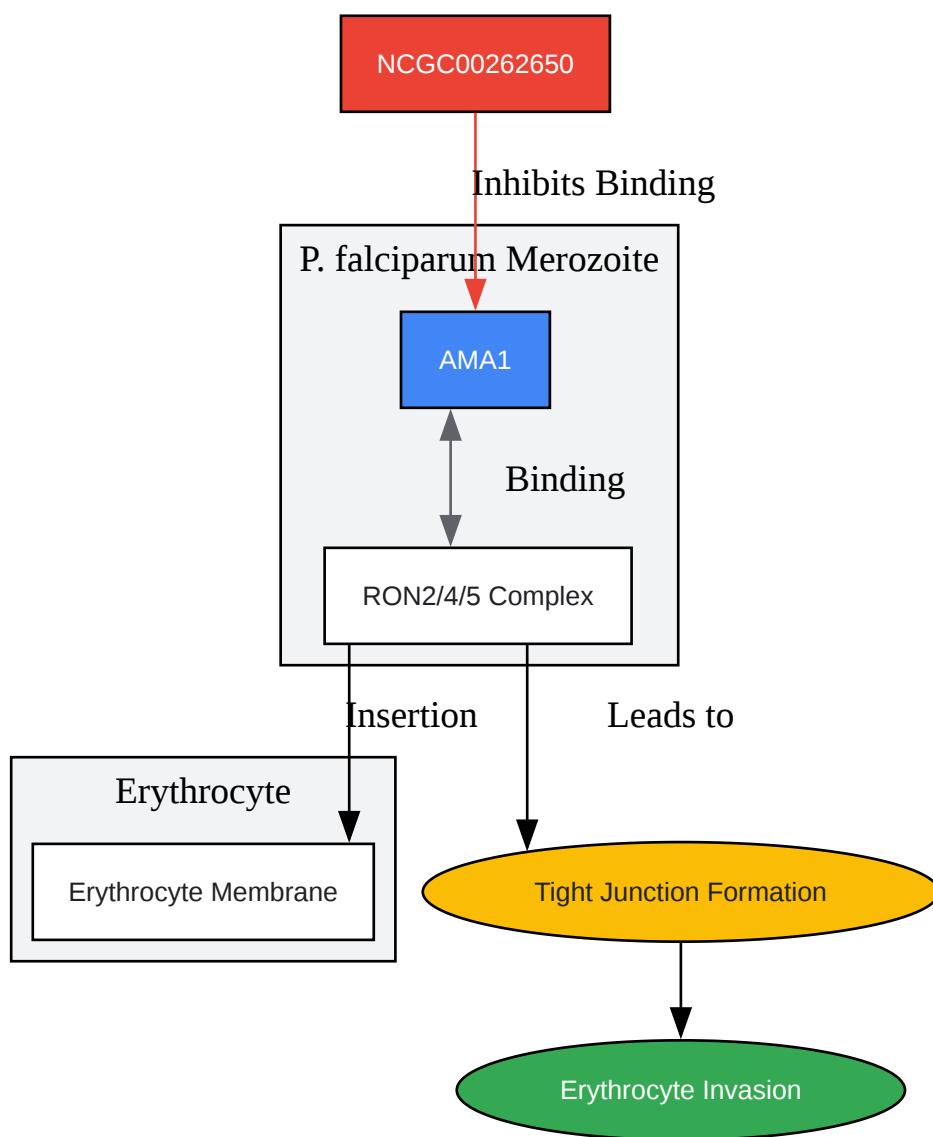 NCGC00262650
Inhibits Binding
P. falciparum Merozoite
AMA1
Binding
RON2/4/5 Complex
Insertion
Leads to
Erythrocyte
Erythrocyte Membrane
Tight Junction Formation
Erythrocyte Invasion